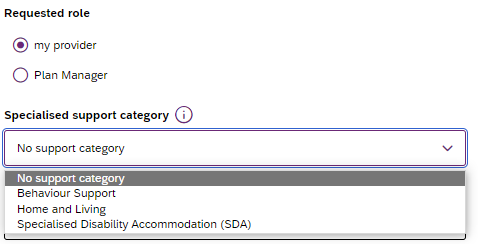 Requested role
my provider
Plan Manager
Specialised support category
No support category
No support category
Behaviour Support
Home and Living
Specialised Disability Accommodation (SDA)